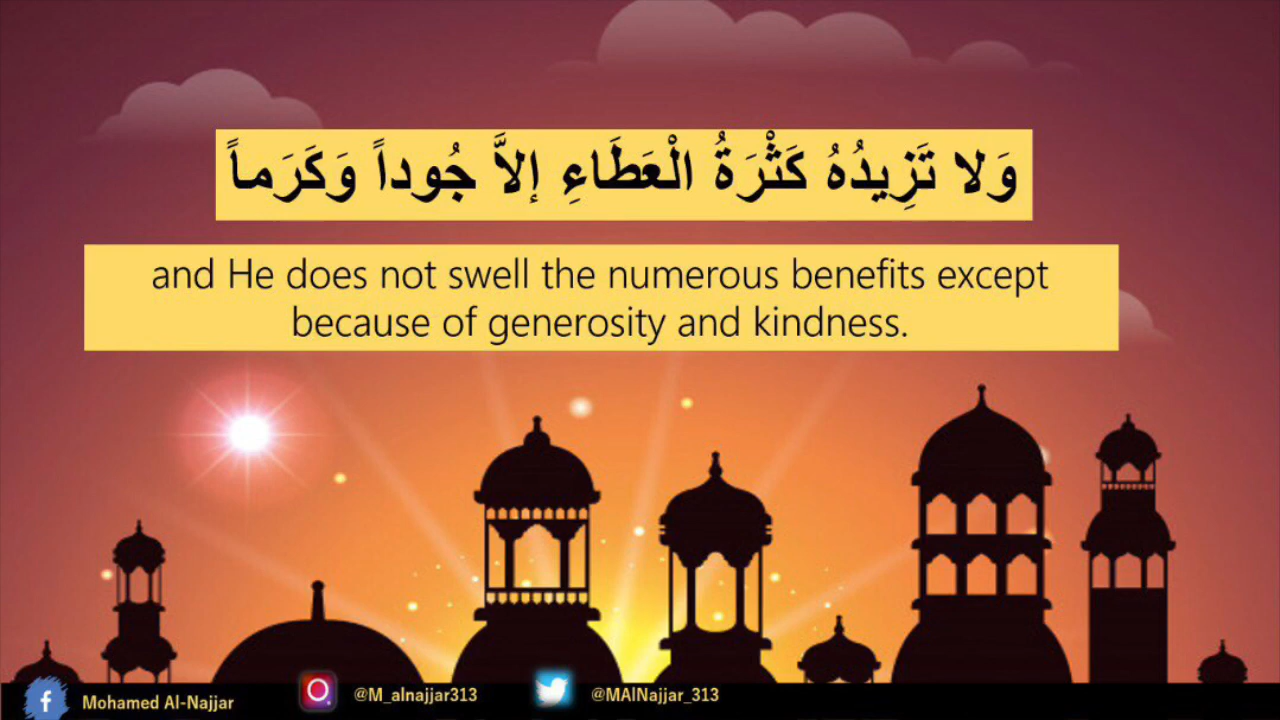 وَلا تَزِيدُهُ كَثْرَةُ الْعَطَاءِ إلاَّ جُوداً وَكَرَماً
and He does not swell the numerous benefits except
because of generosity and kindness.
Mohamed Al-Najjar
@M_alnajjar313
@MAlNajjar_313